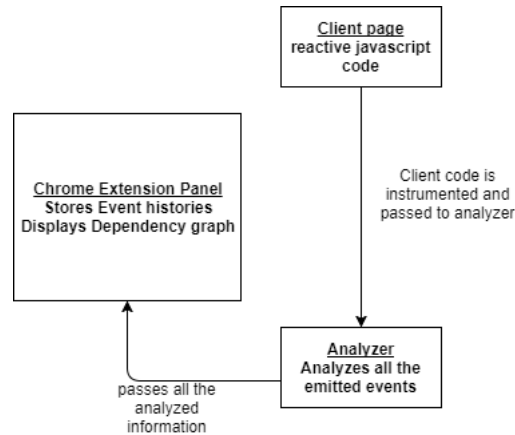 Client page
reactive javascript
code
Chrome Extension Panel
Stores Event histories
Displays Dependency graph
Client code is
instrumented and
passed to analyzer
Analyzer
Analyzes all the
emitted events
passes all the
analyzed
information